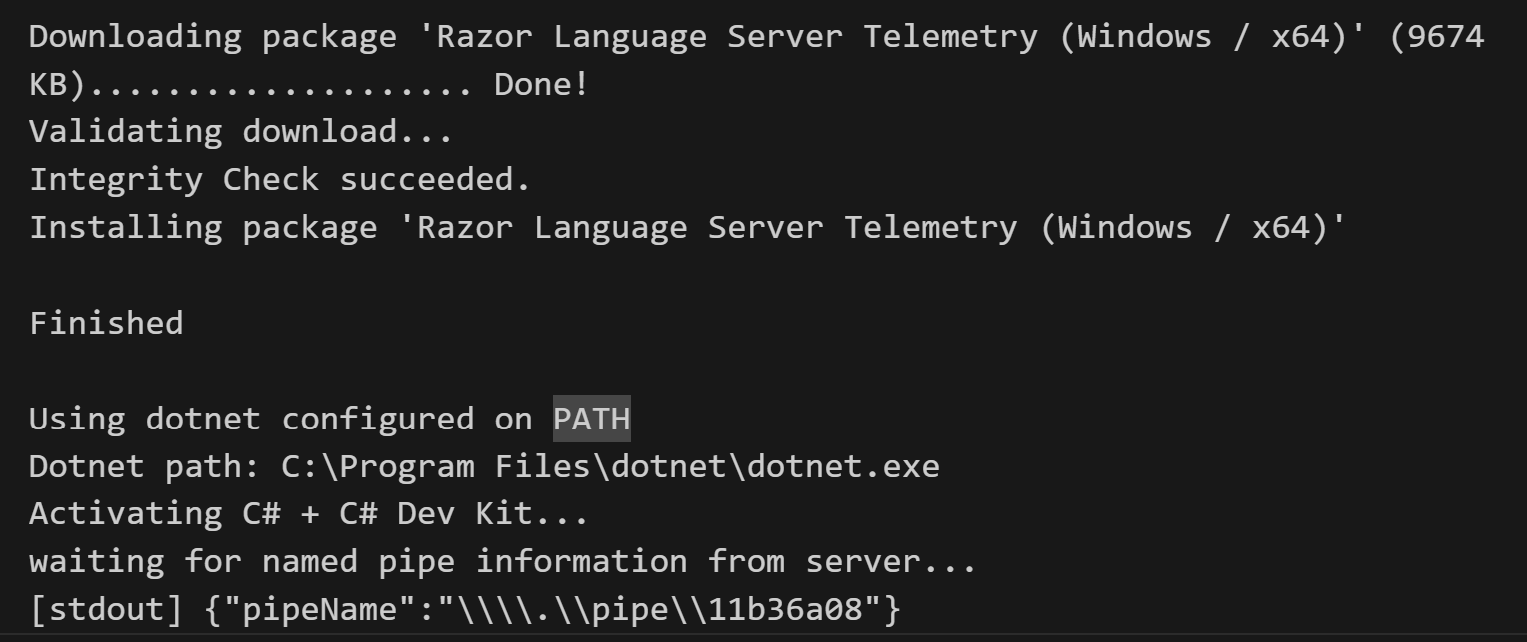 Downloading package 'Razor Language Server Telemetry (Windows / x64)' (9674
KB).................... Done!
Validating download...
Integrity Check succeeded.
Installing package 'Razor Language Server Telemetry (Windows / x64)'
Finished
Using dotnet configured on PATH
Dotnet path: C:\Program Files\dotnet\dotnet.exe
Activating C# + C# Dev Kit...
waiting for named pipe information from server...
[stdout] {"pipeName":"\\\\.\\pipe\\11b36a08"}